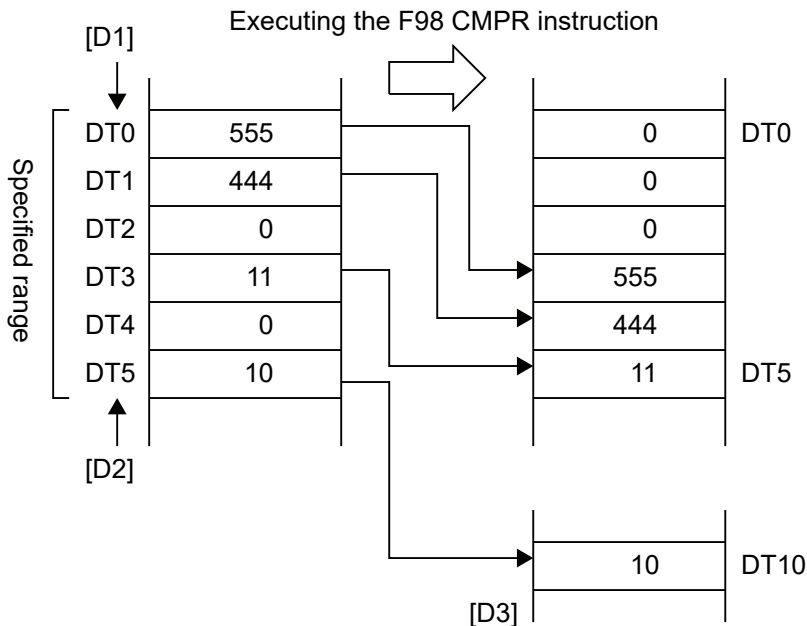 Executing the F98 CMPR instruction
[D1]
Specified range
DT0 555 0 DT0
DT1 444 0
DT2 0 0
DT3 11 555
DT4 0 444
DT5 10 11 DT5
[D2]
10 DT10
[D3]